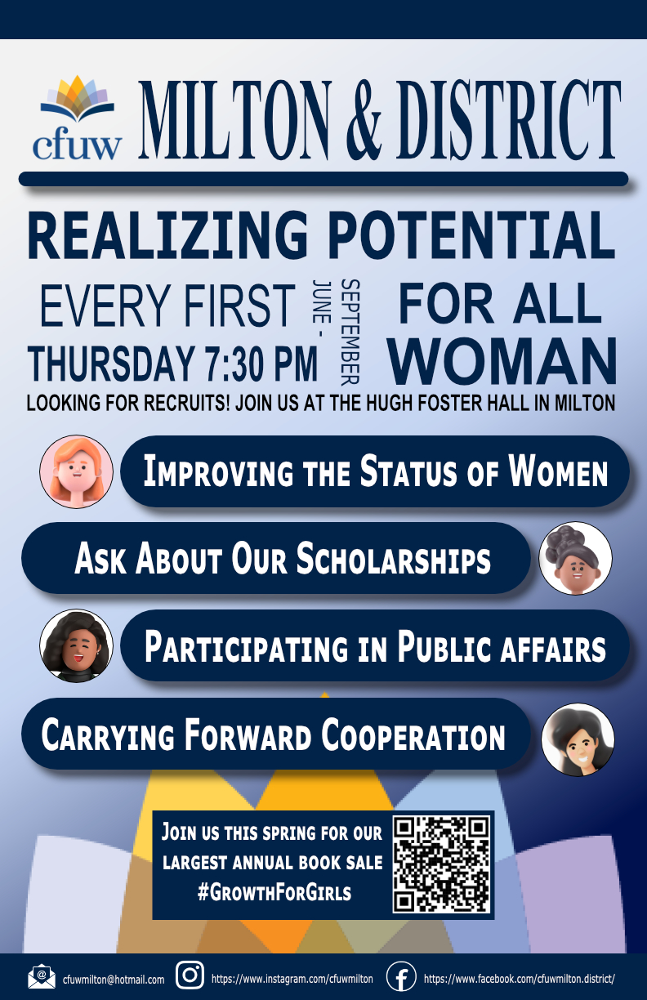 cfuw
MILTON & DISTRICT
REALIZING POTENTIAL
FOR ALL
WOMAN
EVERY FIRST
THURSDAY 7:30 PM
SEPTEMBER
JUNE -
LOOKING FOR RECRUITS! JOIN US AT THE HUGH FOSTER HALL IN MILTON
IMPROVING THE STATUS OF WOMEN
ASK ABOUT OUR SCHOLARSHIPS
PARTICIPATING IN PUBLIC AFFAIRS
CARRYING FORWARD COOPERATION
JOIN US THIS SPRING FOR OUR
LARGEST ANNUAL BOOK SALE
#GROWTHFORGIRLS
@
cfuwmilton@hotmail.com
https://www.instagram.com/cfuwmilton
https://www.facebook.com/cfuwmilton.district/